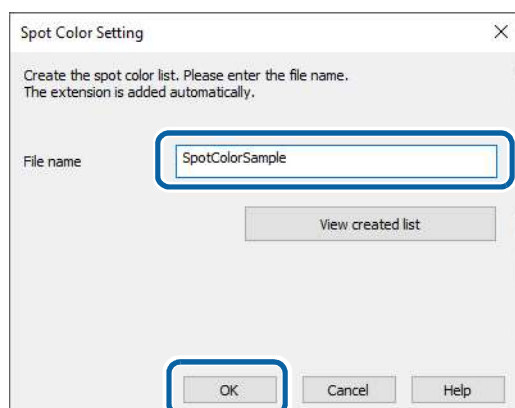 Spot Color Setting
Create the spot color list. Please enter the file name.
The extension is added automatically.
File name
SpotColorSample
View created list
OK
Cancel
Help